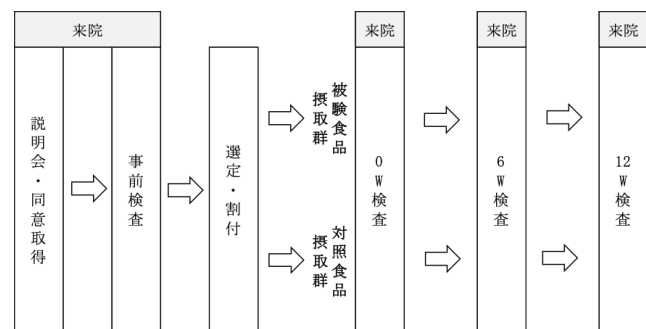 来院
説明会・同意取得
事前検査
選定・割付
被験食品
摂取群
対照食品
摂取群
来院
0W検査
来院
6W検査
来院
12W検査